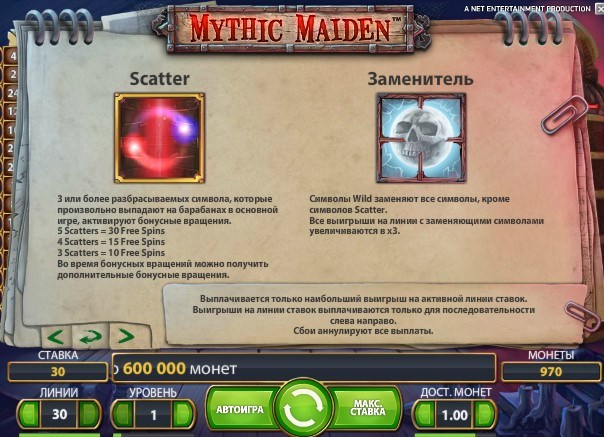 A NET ENTERTAINMENT PRODUCTION
MYTHIC MAIDEN™
Scatter
3 или более разбрасываемых символа, которые
произвольно выпадают на барабанах в основной
игре, активируют бонусные вращения.
5 Scatters = 30 Free Spins
4 Scatters = 15 Free Spins
3 Scatters = 10 Free Spins
Во время бонусных вращений можно получить
дополнительные бонусные вращения.
Заменитель
Символы Wild заменяют все символы, кроме
символов Scatter.
Все выигрыши на линии с заменяющими символами
увеличиваются в x3.
Выплачивается только наибольший выигрыш на активной линии ставок.
Выигрыши на линии ставок выплачиваются только для последовательности
слева направо.
Сбои аннулируют все выплаты.
СТАВКА
30
600 000 монет
МОНЕТЫ
970
ЛИНИИ
30
УРОВЕНЬ
1
АВТОИГРА
МАКС.
СТАВКА
ДОСТ. МОНЕТ
1.00